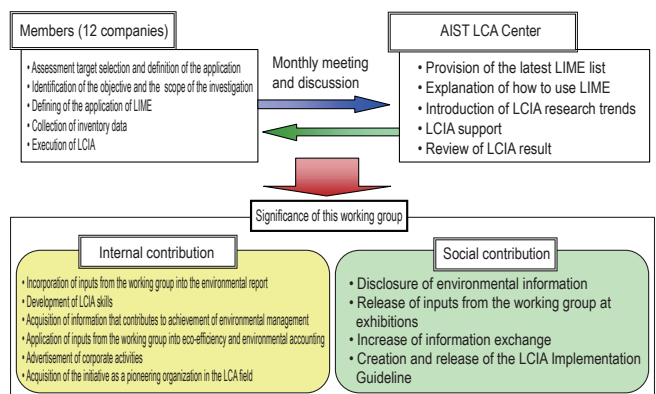 Members (12 companies)
• Assessment target selection and definition of the application
• Identification of the objective and the scope of the investigation
• Defining of the application of LIME
• Collection of inventory data
• Execution of LCIA
Monthly meeting
and discussion
AIST LCA Center
• Provision of the latest LIME list
• Explanation of how to use LIME
• Introduction of LCIA research trends
• LCIA support
• Review of LCIA result
Significance of this working group
Internal contribution
• Incorporation of inputs from the working group into the environmental report
• Development of LCIA skills
• Acquisition of information that contributes to achievement of environmental management
• Application of inputs from the working group into eco-efficiency and environmental accounting
• Advertisement of corporate activities
• Acquisition of the initiative as a pioneering organization in the LCA field
Social contribution
• Disclosure of environmental information
• Release of inputs from the working group at
exhibitions
• Increase of information exchange
• Creation and release of the LCIA Implementation
Guideline